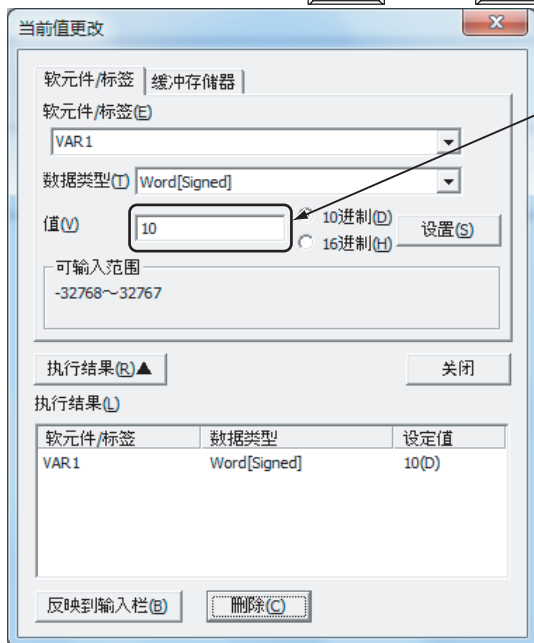 当前值更改
软元件/标签 缓冲存储器
软元件/标签(E)
VAR1
数据类型(T) Word[Signed]
值(V) 10 10进制(D) 设置(S)
16进制(H)
可输入范围
-32768～32767
执行结果(R)▲ 关闭
执行结果(L)
软元件/标签 数据类型 设定值
VAR1 Word[Signed] 10(D)
反映到输入栏(B) 删除(C)